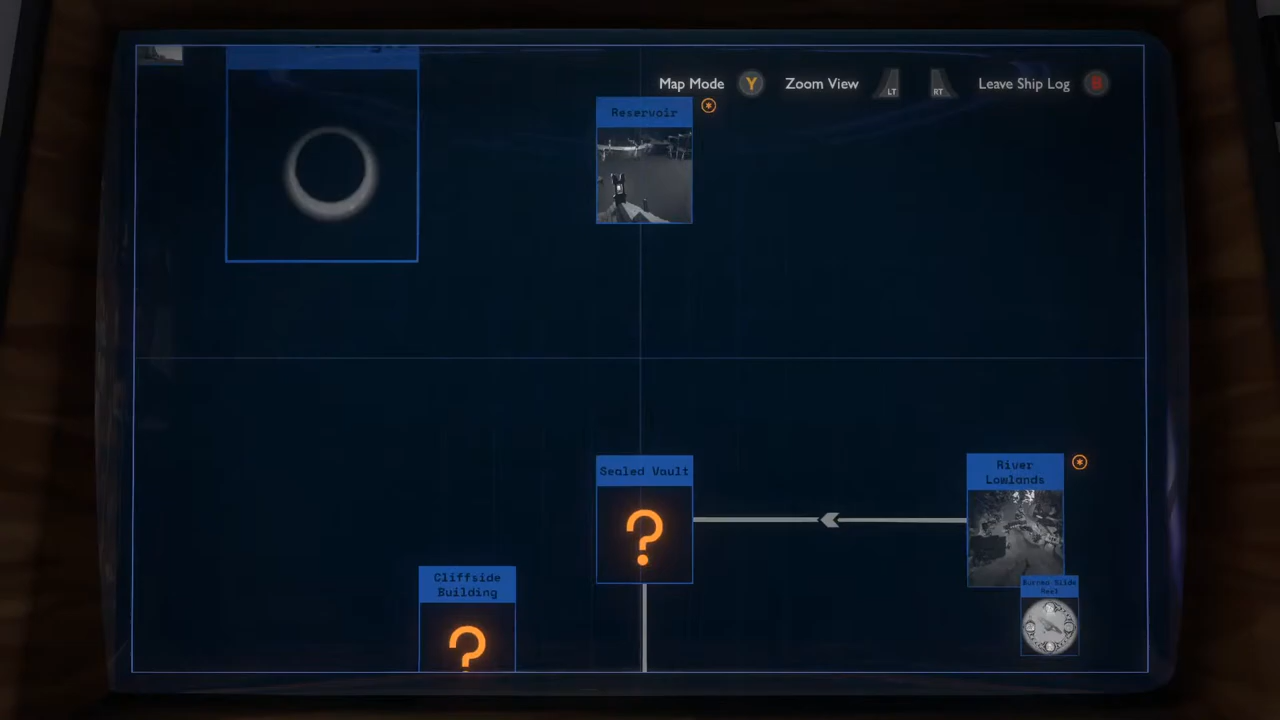 Map Mode Y Zoom View LT RT Leave Ship Log B
Reservoir
Sealed Vault
River
Lowlands
Cliffside
Building
Burned Slide
Reel